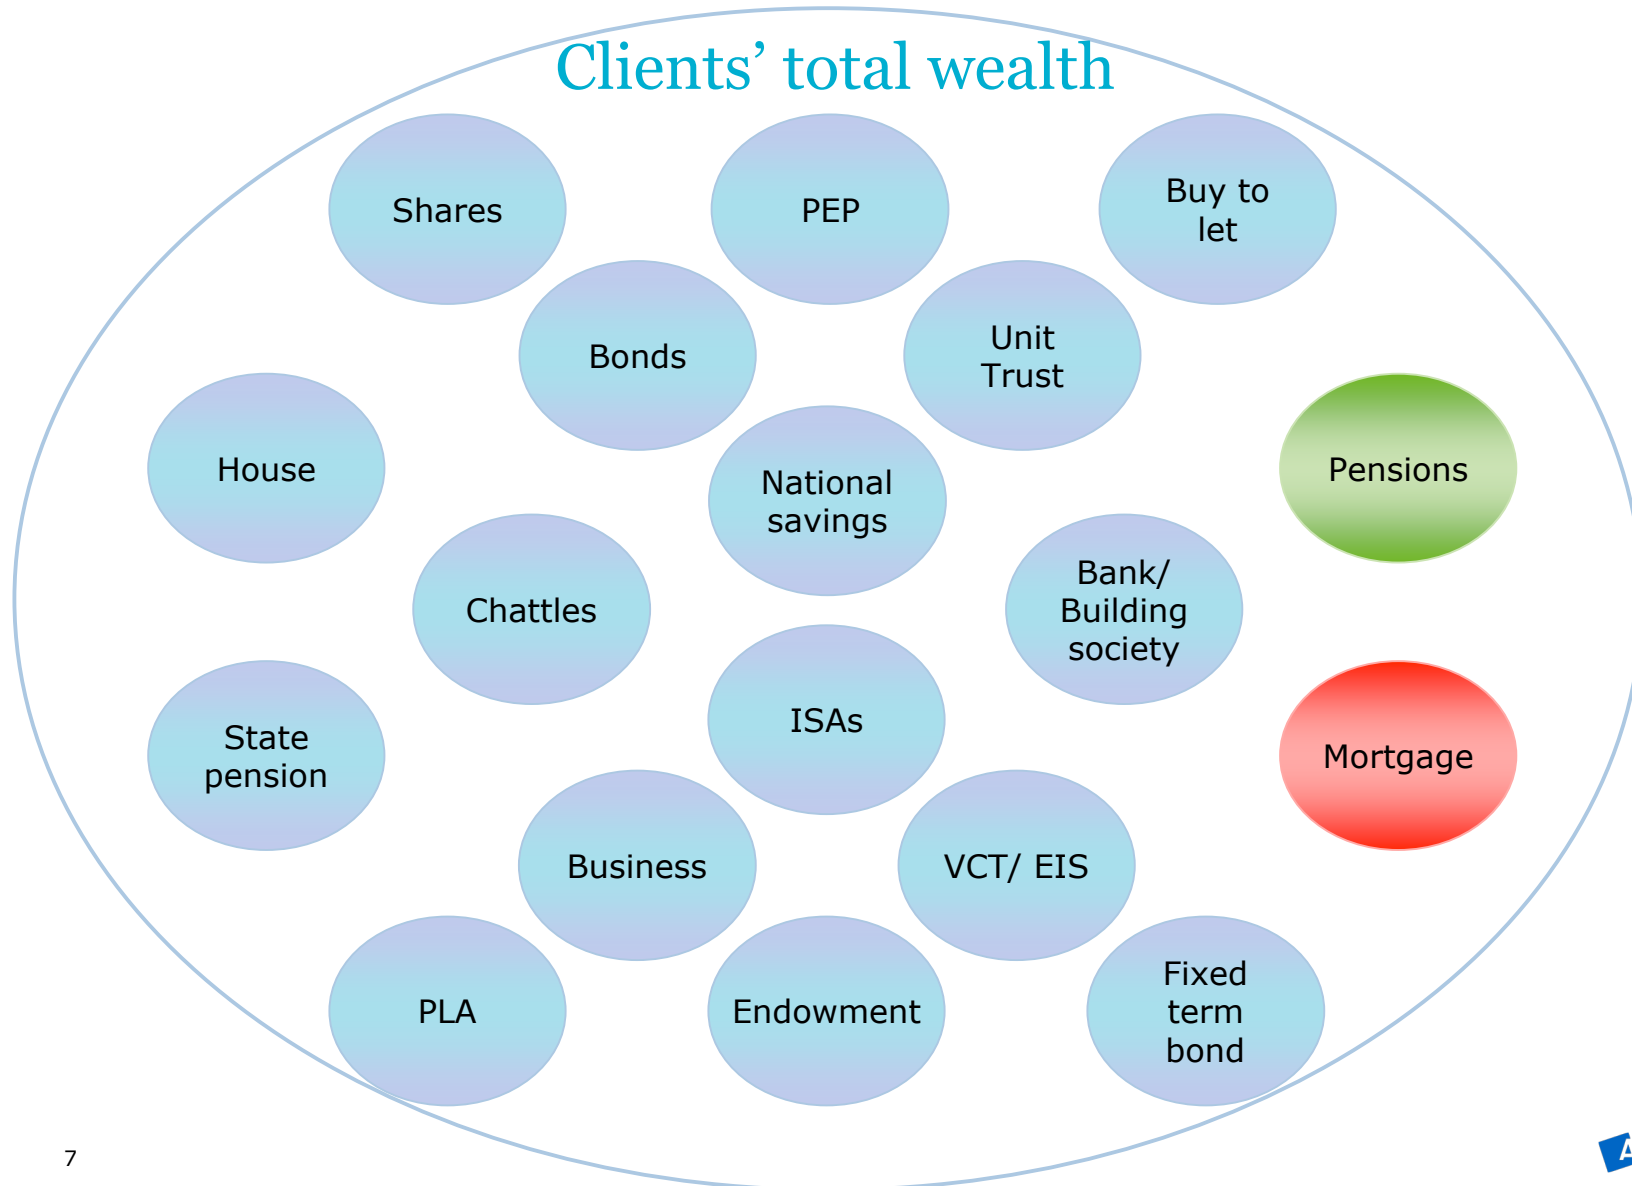 Clients’ total wealth
Shares
PEP
Buy to
let
Bonds
Unit
Trust
House
National
savings
Pensions
Chattles
Bank/
Building
society
State
pension
ISAs
Mortgage
Business
VCT/ EIS
PLA
Endowment
Fixed
term
bond
7
A